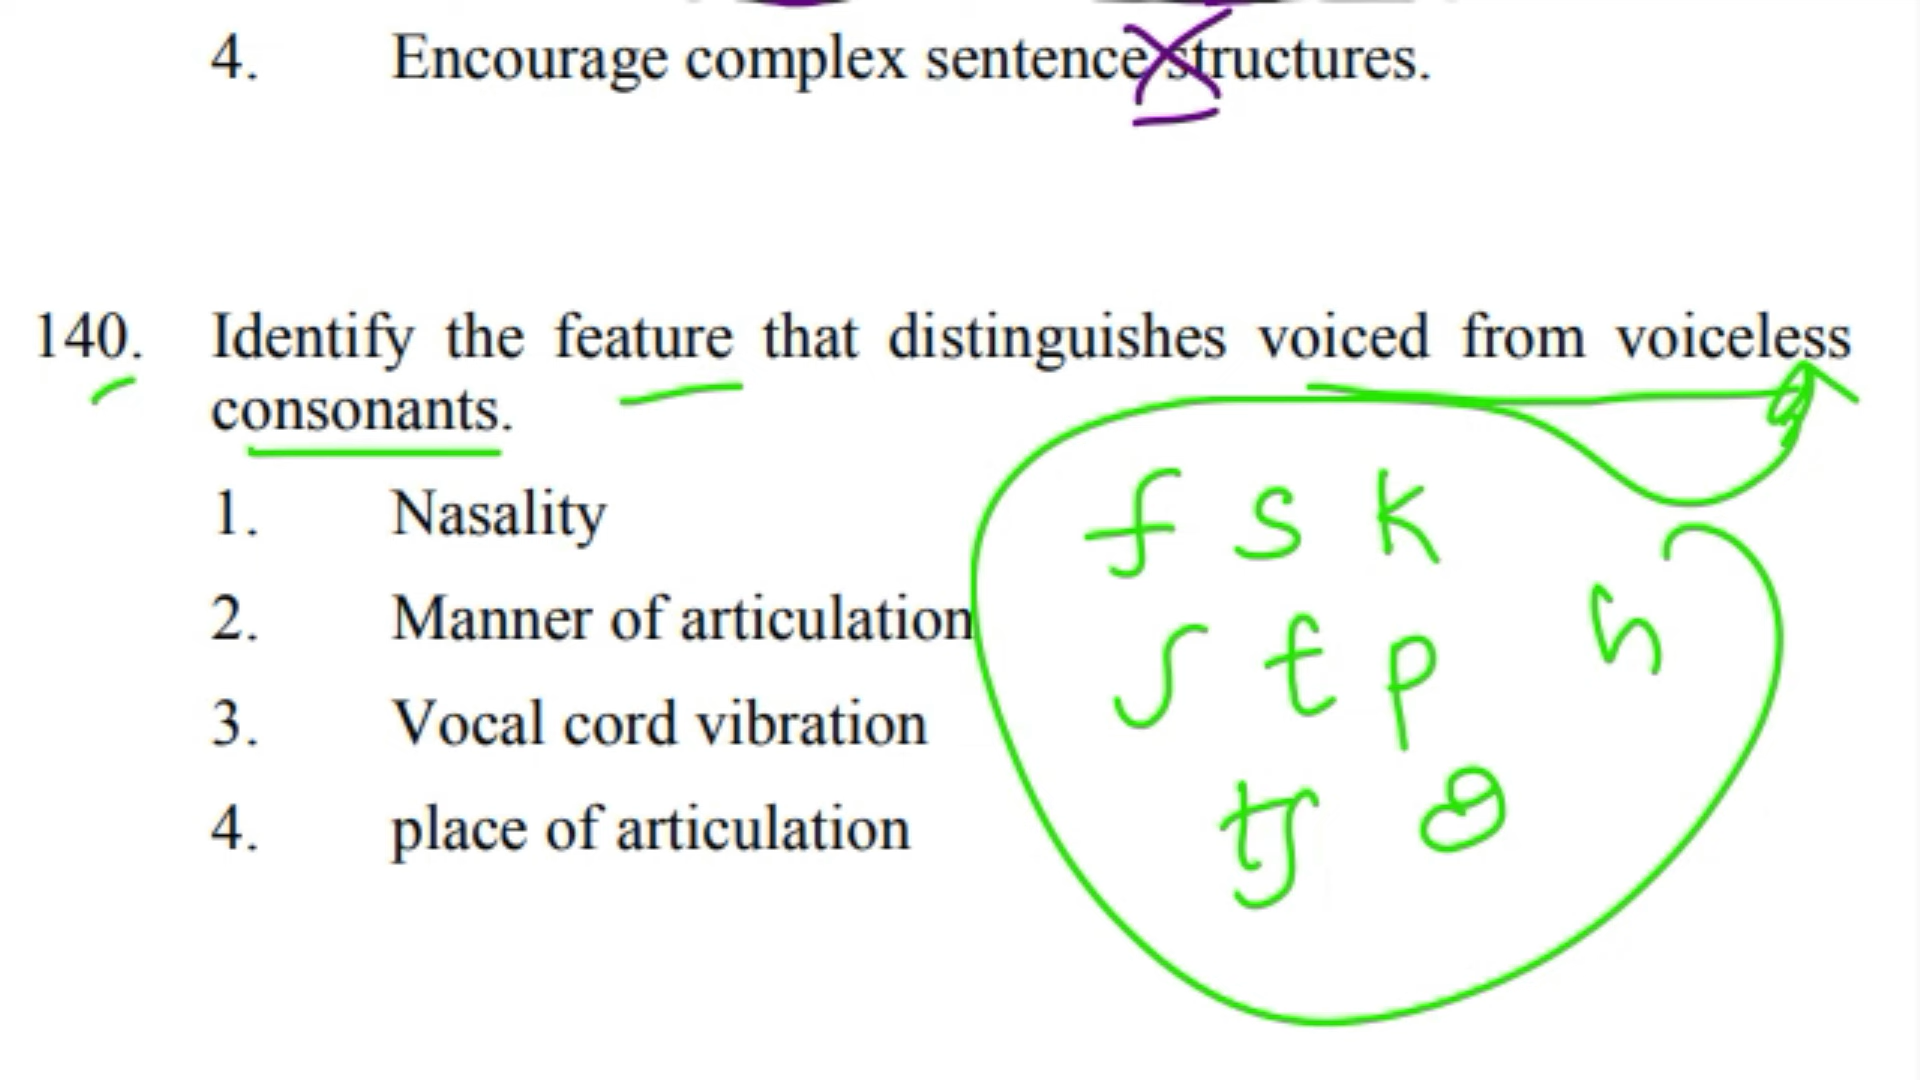 4. Encourage complex sentence structures.
140. Identify the feature that distinguishes voiced from voiceless
consonants.
1. Nasality
2. Manner of articulation
3. Vocal cord vibration
4. place of articulation
f s k
ʃ t p h
tʃ θ